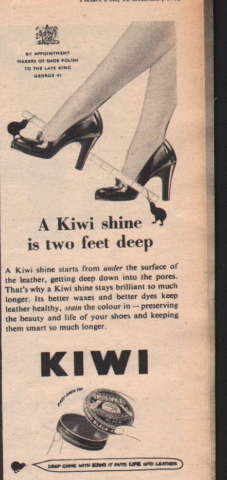 BY APPOINTMENT
MAKERS OF SHOE POLISH
TO THE LATE KING
GEORGE VI
A Kiwi shine
is two feet deep
A Kiwi shine starts from under the surface of
the leather, getting deep down into the pores.
That's why a Kiwi shine stays brilliant so much
longer. Its better waxes and better dyes keep
leather healthy, stain the colour in — preserving
the beauty and life of your shoes and keeping
them smart so much longer.
KIWI
KIWI
DEEP SHINE WITH KIWI IT PUTS LIFE INTO LEATHER